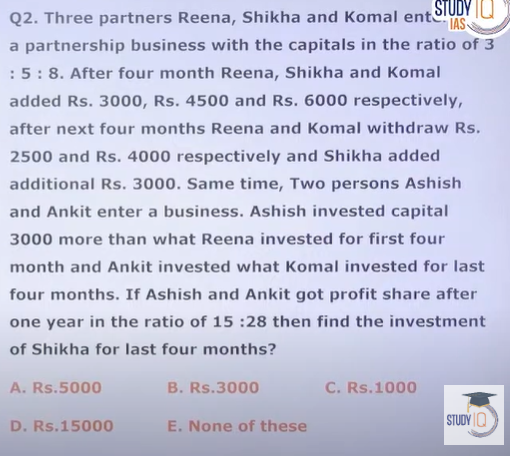 Q2. Three partners Reena, Shikha and Komal
a partnership business with the capitals in the ratio of 3
: 5 : 8. After four month Reena, Shikha and Komal
added Rs. 3000, Rs. 4500 and Rs. 6000 respectively,
after next four months Reena and Komal withdraw Rs.
2500 and Rs. 4000 respectively and Shikha added
additional Rs. 3000. Same time, Two persons Ashish
and Ankit enter a business. Ashish invested capital
3000 more than what Reena invested for first four
month and Ankit invested what Komal invested for last
four months. If Ashish and Ankit got profit share after
one year in the ratio of 15 :28 then find the investment
of Shikha for last four months?
A. Rs.5000 B. Rs.3000 C. Rs.1000
D. Rs.15000 E. None of these
STUDY IQ
IAS
STUDY IQ